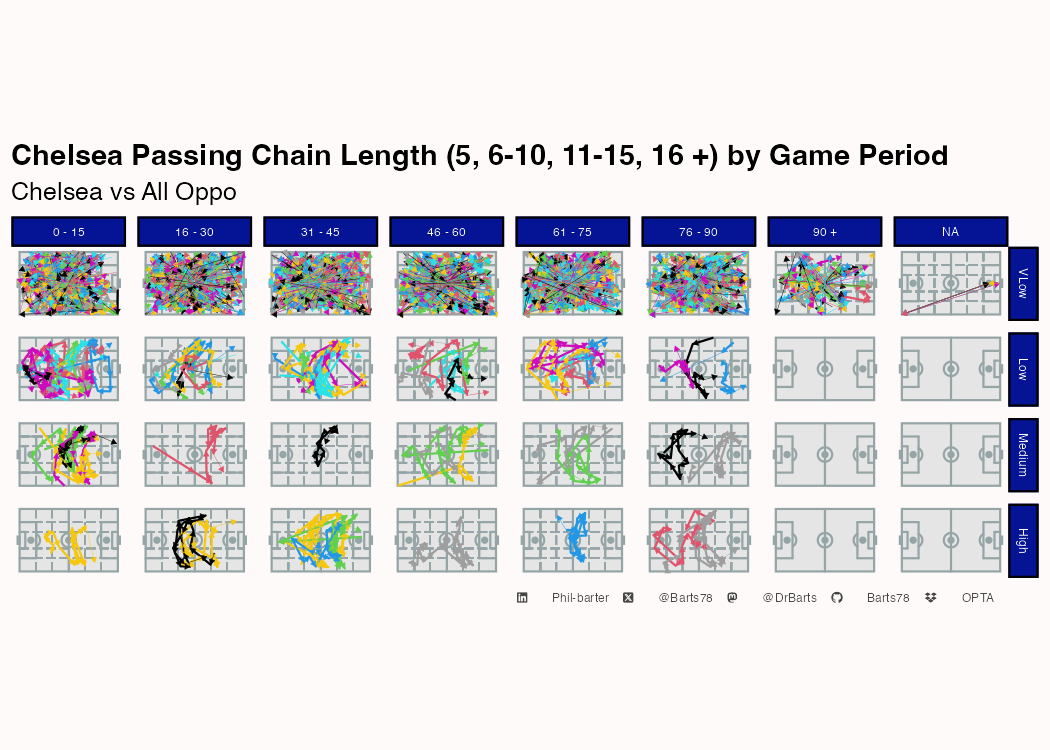 Chelsea Passing Chain Length (5, 6-10, 11-15, 16 +) by Game Period
Chelsea vs All Oppo
0 - 15 16 - 30 31 - 45 46 - 60 61 - 75 76 - 90 90 + NA
VLow
Low
Medium
High
Phil-barter @Barts78 @DrBarts Barts78 OPTA